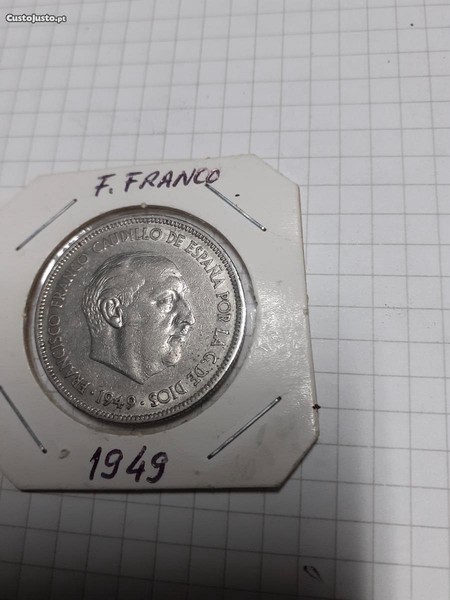 CustoJusto.pt
F. FRANCO
FRANCISCO FRANCO CAUDILLO DE ESPAÑA POR LA G. DE DIOS
· 1949 ·
1949